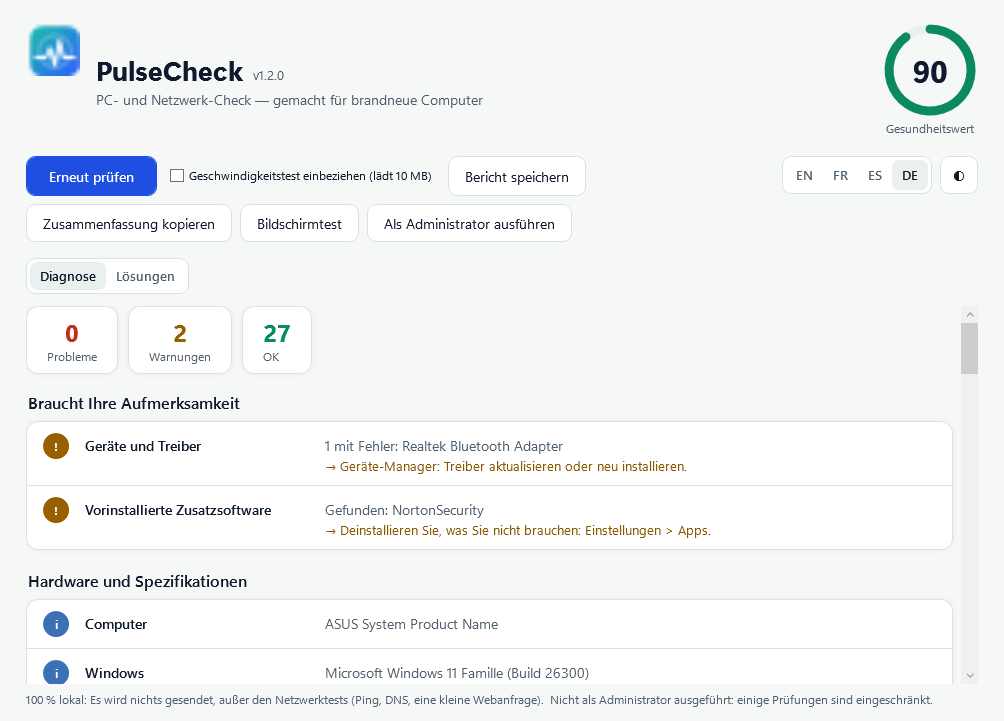 PulseCheck v1.2.0
PC- und Netzwerk-Check — gemacht für brandneue Computer
90
Gesundheitswert
Erneut prüfen
Geschwindigkeitstest einbeziehen (lädt 10 MB)
Bericht speichern
EN FR ES DE
Zusammenfassung kopieren
Bildschirmtest
Als Administrator ausführen
Diagnose Lösungen
0
Probleme
2
Warnungen
27
OK
Braucht Ihre Aufmerksamkeit
! Geräte und Treiber 1 mit Fehler: Realtek Bluetooth Adapter
→ Geräte-Manager: Treiber aktualisieren oder neu installieren.
! Vorinstallierte Zusatzsoftware Gefunden: NortonSecurity
→ Deinstallieren Sie, was Sie nicht brauchen: Einstellungen > Apps.
Hardware und Spezifikationen
i Computer ASUS System Product Name
i Windows Microsoft Windows 11 Famille (Build 26300)
100 % lokal: Es wird nichts gesendet, außer den Netzwerktests (Ping, DNS, eine kleine Webanfrage). Nicht als Administrator ausgeführt: einige Prüfungen sind eingeschränkt.